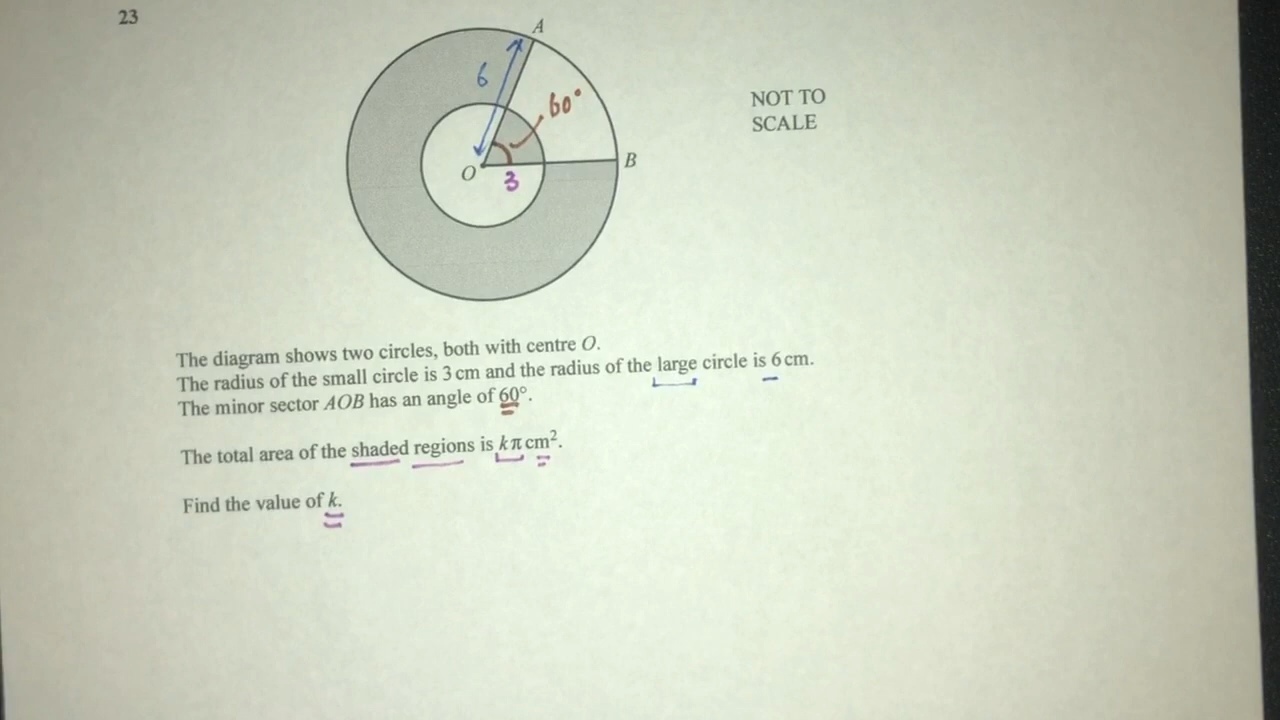 23
A
6
60°
NOT TO
SCALE
O
3
B
The diagram shows two circles, both with centre O.
The radius of the small circle is 3 cm and the radius of the large circle is 6 cm.
The minor sector AOB has an angle of 60°.
The total area of the shaded regions is kπ cm².
Find the value of k.